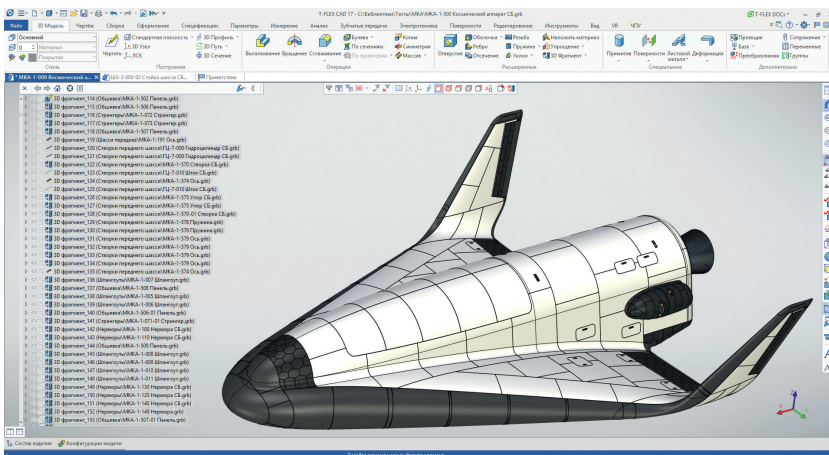 T-FLEX CAD 17 - C:\Библиотеки\Тесты\МКА\МКА-1-000 Космический аппарат СБ.grb
T-FLEX DOCs
Файл 3D Модель Чертёж Сборка Оформление Спецификации Параметры Измерение Анализ Зубчатые передачи Электротехника Поверхности Редактирование Инструменты Вид VR ЧПУ
Основной
0 Материал
Покрытие
Стиль
Чертить
Стандартная плоскость
3D Узел
ЛСК
3D Профиль
3D Путь
3D Сечение
Построения
Выталкивание Вращение Сглаживание
Булева
По сечениям
По траектории
Копия
Симметрия
Массив
Операции
Отверстие
Оболочка
Ребро
Отсечение
Резьба
Пружина
Уклон
Наложить материал
Упрощение
3D Фрагмент
Расширенные
Примитив Поверхности Листовой металл Деформация
Специальные
Проекция
База
Преобразования
Сопряжения
Переменные
Группы
Дополнительно
* МКА-1-000 Космический а... ШЗ-3-000-02 Стойка шасси СБ... Приветствие
3D фрагмент_114 (Обшивка\МКА-1-502 Панель.grb)
3D фрагмент_115 (Обшивка\МКА-1-506 Панель.grb)
3D фрагмент_116 (Стрингеры\МКА-1-072 Стрингер.grb)
3D фрагмент_117 (Стрингеры\МКА-1-073 Стрингер.grb)
3D фрагмент_118 (Обшивка\МКА-1-507 Панель.grb)
3D фрагмент_119 (Шасси переднее\МКА-1-191 Ось.grb)
3D фрагмент_120 (Створки переднего шасси\ГЦ-7-000 Гидроцилиндр СБ.grb)
3D фрагмент_121 (Створки переднего шасси\ГЦ-7-000 Гидроцилиндр СБ.grb)
3D фрагмент_122 (Створки переднего шасси\МКА-1-570 Створка СБ.grb)
3D фрагмент_123 (Створки переднего шасси\ГЦ-7-010 Шток СБ.grb)
3D фрагмент_124 (Створки переднего шасси\МКА-1-574 Ось.grb)
3D фрагмент_125 (Створки переднего шасси\ГЦ-7-010 Шток СБ.grb)
3D фрагмент_126 (Створки переднего шасси\МКА-1-575 Упор СБ.grb)
3D фрагмент_127 (Створки переднего шасси\МКА-1-575 Упор СБ.grb)
3D фрагмент_128 (Створки переднего шасси\МКА-1-570-01 Створка СБ.grb)
3D фрагмент_129 (Створки переднего шасси\МКА-1-578 Пружина.grb)
3D фрагмент_130 (Створки переднего шасси\МКА-1-578 Пружина.grb)
3D фрагмент_131 (Створки переднего шасси\МКА-1-579 Ось.grb)
3D фрагмент_132 (Створки переднего шасси\МКА-1-579 Ось.grb)
3D фрагмент_133 (Створки переднего шасси\МКА-1-579 Ось.grb)
3D фрагмент_134 (Створки переднего шасси\МКА-1-579 Ось.grb)
3D фрагмент_135 (Створки переднего шасси\МКА-1-574 Ось.grb)
3D фрагмент_136 (Шпангоуты\МКА-1-007 Шпангоут.grb)
3D фрагмент_137 (Обшивка\МКА-1-508 Панель.grb)
3D фрагмент_138 (Шпангоуты\МКА-1-005 Шпангоут.grb)
3D фрагмент_139 (Шпангоуты\МКА-1-006 Шпангоут.grb)
3D фрагмент_140 (Обшивка\МКА-1-506-01 Панель.grb)
3D фрагмент_141 (Стрингеры\МКА-1-071-01 Стрингер.grb)
3D фрагмент_142 (Нервюры\МКА-1-100 Нервюра СБ.grb)
3D фрагмент_143 (Нервюры\МКА-1-110 Нервюра СБ.grb)
3D фрагмент_144 (Обшивка\МКА-1-509 Панель.grb)
3D фрагмент_145 (Шпангоуты\МКА-1-008 Шпангоут.grb)
3D фрагмент_146 (Шпангоуты\МКА-1-009 Шпангоут.grb)
3D фрагмент_147 (Шпангоуты\МКА-1-010 Шпангоут.grb)
3D фрагмент_148 (Шпангоуты\МКА-1-011 Шпангоут.grb)
3D фрагмент_149 (Нервюры\МКА-1-130 Нервюра СБ.grb)
3D фрагмент_150 (Нервюры\МКА-1-120 Нервюра СБ.grb)
3D фрагмент_151 (Нервюры\МКА-1-140 Нервюра СБ.grb)
3D фрагмент_152 (Нервюры\МКА-1-149 Нервюра.grb)
3D фрагмент_153 (Обшивка\МКА-1-507-01 Панель.grb)
Z
Состав изделия Конфигурации модели